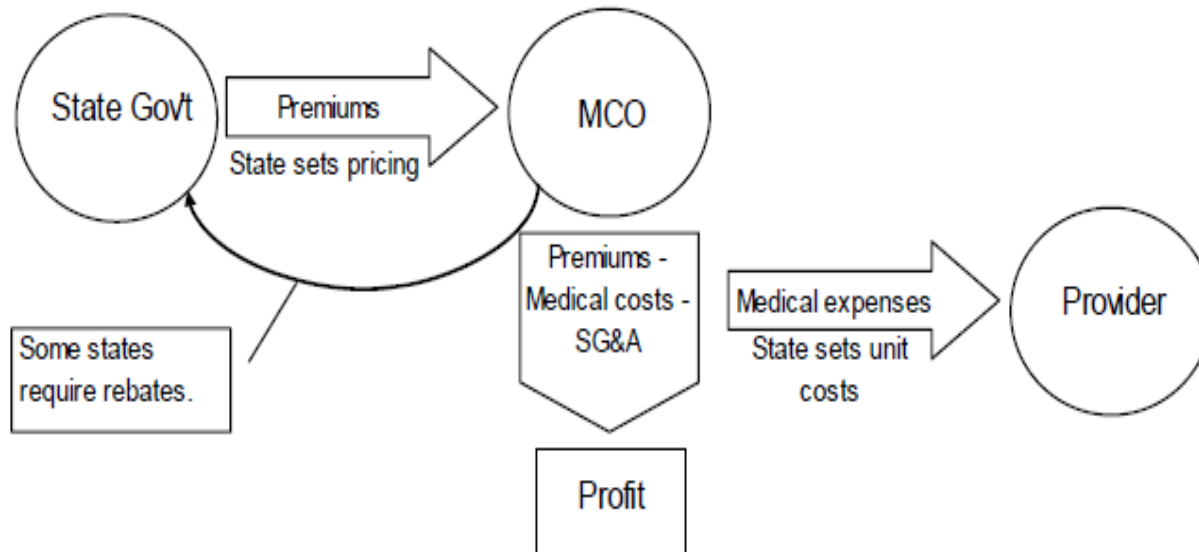 State Gov't
Premiums
State sets pricing
MCO
Premiums -
Medical costs -
SG&A
Medical expenses
State sets unit
costs
Provider
Some states
require rebates.
Profit